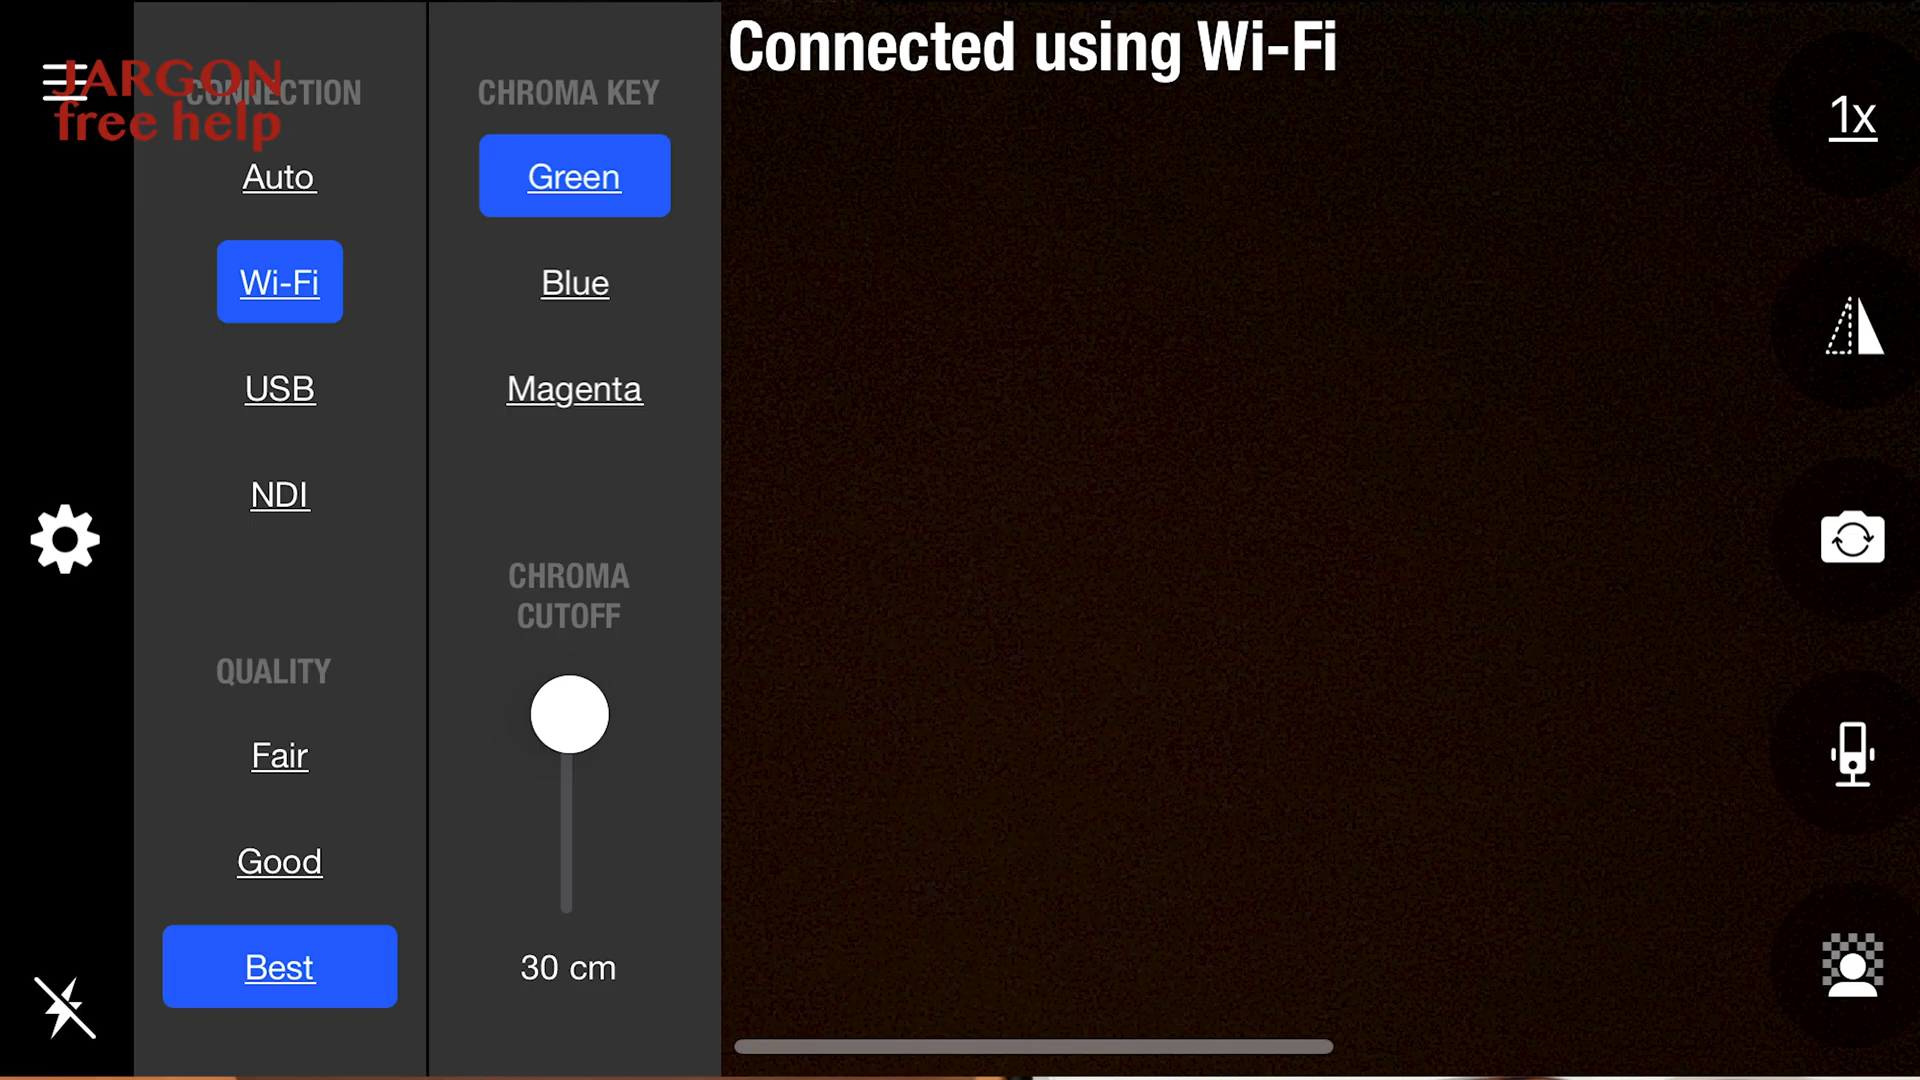 JARGON
free help
CONNECTION
Auto
Wi-Fi
USB
NDI
QUALITY
Fair
Good
Best
CHROMA KEY
Green
Blue
Magenta
CHROMA
CUTOFF
30 cm
Connected using Wi-Fi
1x